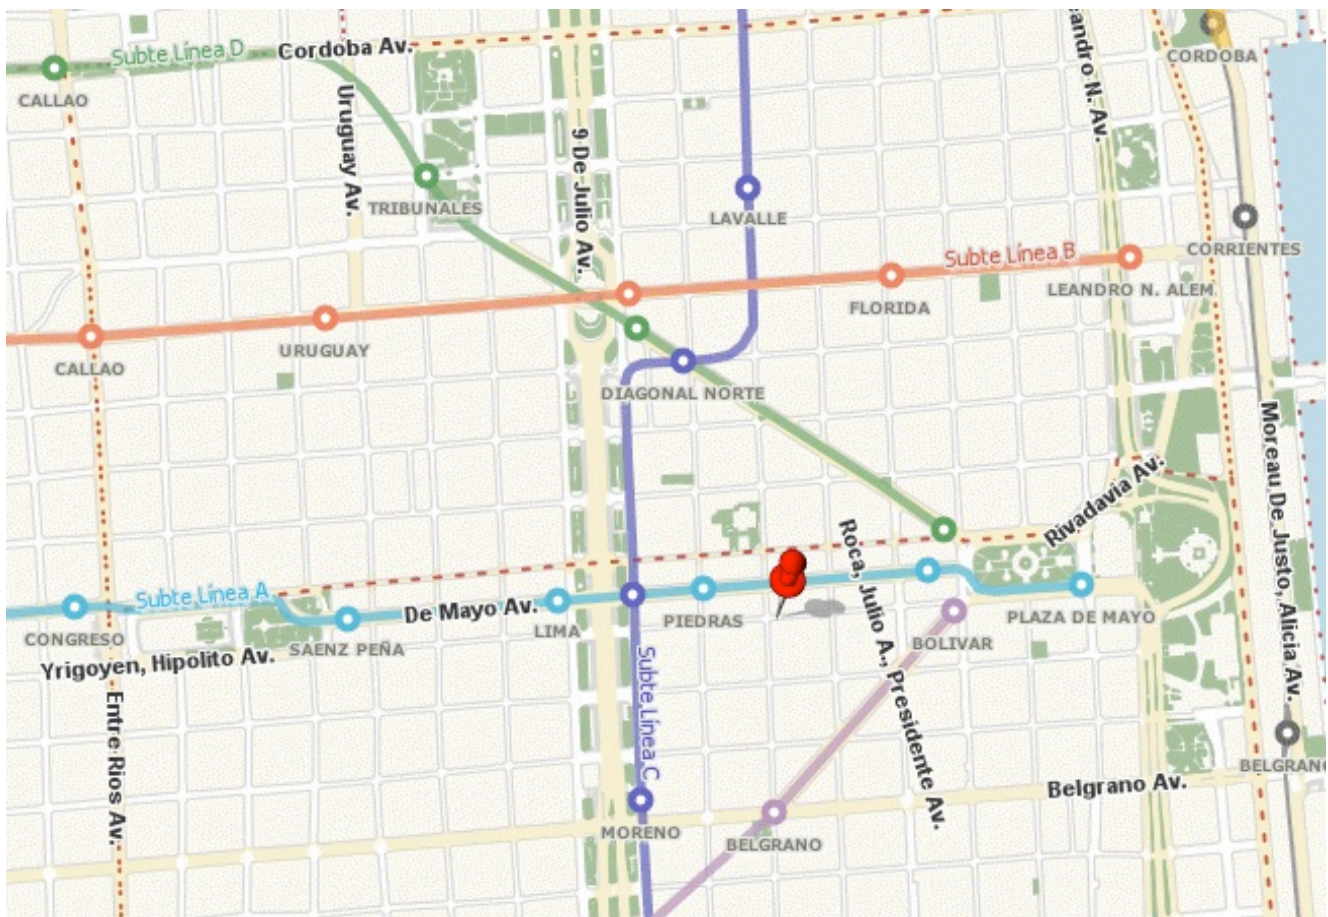 CORDOBA
Subte Línea D
Cordoba Av.
CALLAO
Uruguay Av.
9 De Julio Av.
eandro N. Av.
TRIBUNALES
LAVALLE
CORRIENTES
Subte Línea B
LEANDRO N. ALEM
FLORIDA
URUGUAY
CALLAO
DIAGONAL NORTE
Moreau De Justo, Alicia Av.
Rivadavia Av.
Roca, Julio A., Presidente Av.
Subte Línea A
De Mayo Av.
CONGRESO
SAENZ PEÑA
LIMA
PIEDRAS
BOLIVAR
PLAZA DE MAYO
Yrigoyen, Hipolito Av.
Entre Rios Av.
Subte Línea C
BELGRANO
Belgrano Av.
MORENO
BELGRANO